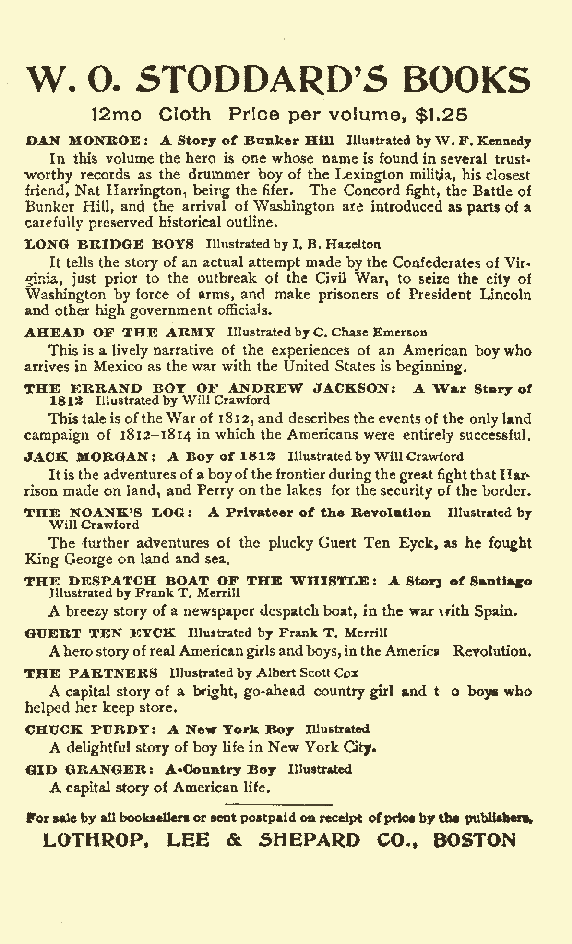 W. O. STODDARD'S BOOKS
12mo Cloth Price per volume, $1.25
DAN MONROE: A Story of Bunker Hill Illustrated by W. F. Kennedy
In this volume the hero is one whose name is found in several trust-
worthy records as the drummer boy of the Lexington militia, his closest
friend, Nat Harrington, being the fifer. The Concord fight, the Battle of
Bunker Hill, and the arrival of Washington are introduced as parts of a
carefully preserved historical outline.
LONG BRIDGE BOYS Illustrated by I. B. Hazelton
It tells the story of an actual attempt made by the Confederates of Vir-
ginia, just prior to the outbreak of the Civil War, to seize the city of
Washington by force of arms, and make prisoners of President Lincoln
and other high government officials.
AHEAD OF THE ARMY Illustrated by C. Chase Emerson
This is a lively narrative of the experiences of an American boy who
arrives in Mexico as the war with the United States is beginning.
THE ERRAND BOY OF ANDREW JACKSON: A War Story of
1812 Illustrated by Will Crawford
This tale is of the War of 1812, and describes the events of the only land
campaign of 1812-1814 in which the Americans were entirely successful.
JACK MORGAN: A Boy of 1812 Illustrated by Will Crawford
It is the adventures of a boy of the frontier during the great fight that Har-
rison made on land, and Perry on the lakes for the security of the border.
THE NOANK'S LOG: A Privateer of the Revolution Illustrated by
Will Crawford
The further adventures of the plucky Guert Ten Eyck, as he fought
King George on land and sea.
THE DESPATCH BOAT OF THE WHISTLE: A Story of Santiago
Illustrated by Frank T. Merrill
A breezy story of a newspaper despatch boat, in the war with Spain.
GUERT TEN EYCK Illustrated by Frank T. Merrill
A hero story of real American girls and boys, in the America Revolution.
THE PARTNERS Illustrated by Albert Scott Cox
A capital story of a bright, go-ahead country girl and t o boys who
helped her keep store.
CHUCK PURDY: A New York Boy Illustrated
A delightful story of boy life in New York City.
GID GRANGER: A Country Boy Illustrated
A capital story of American life.
For sale by all booksellers or sent postpaid on receipt of price by the publishers,
LOTHROP, LEE & SHEPARD CO., BOSTON